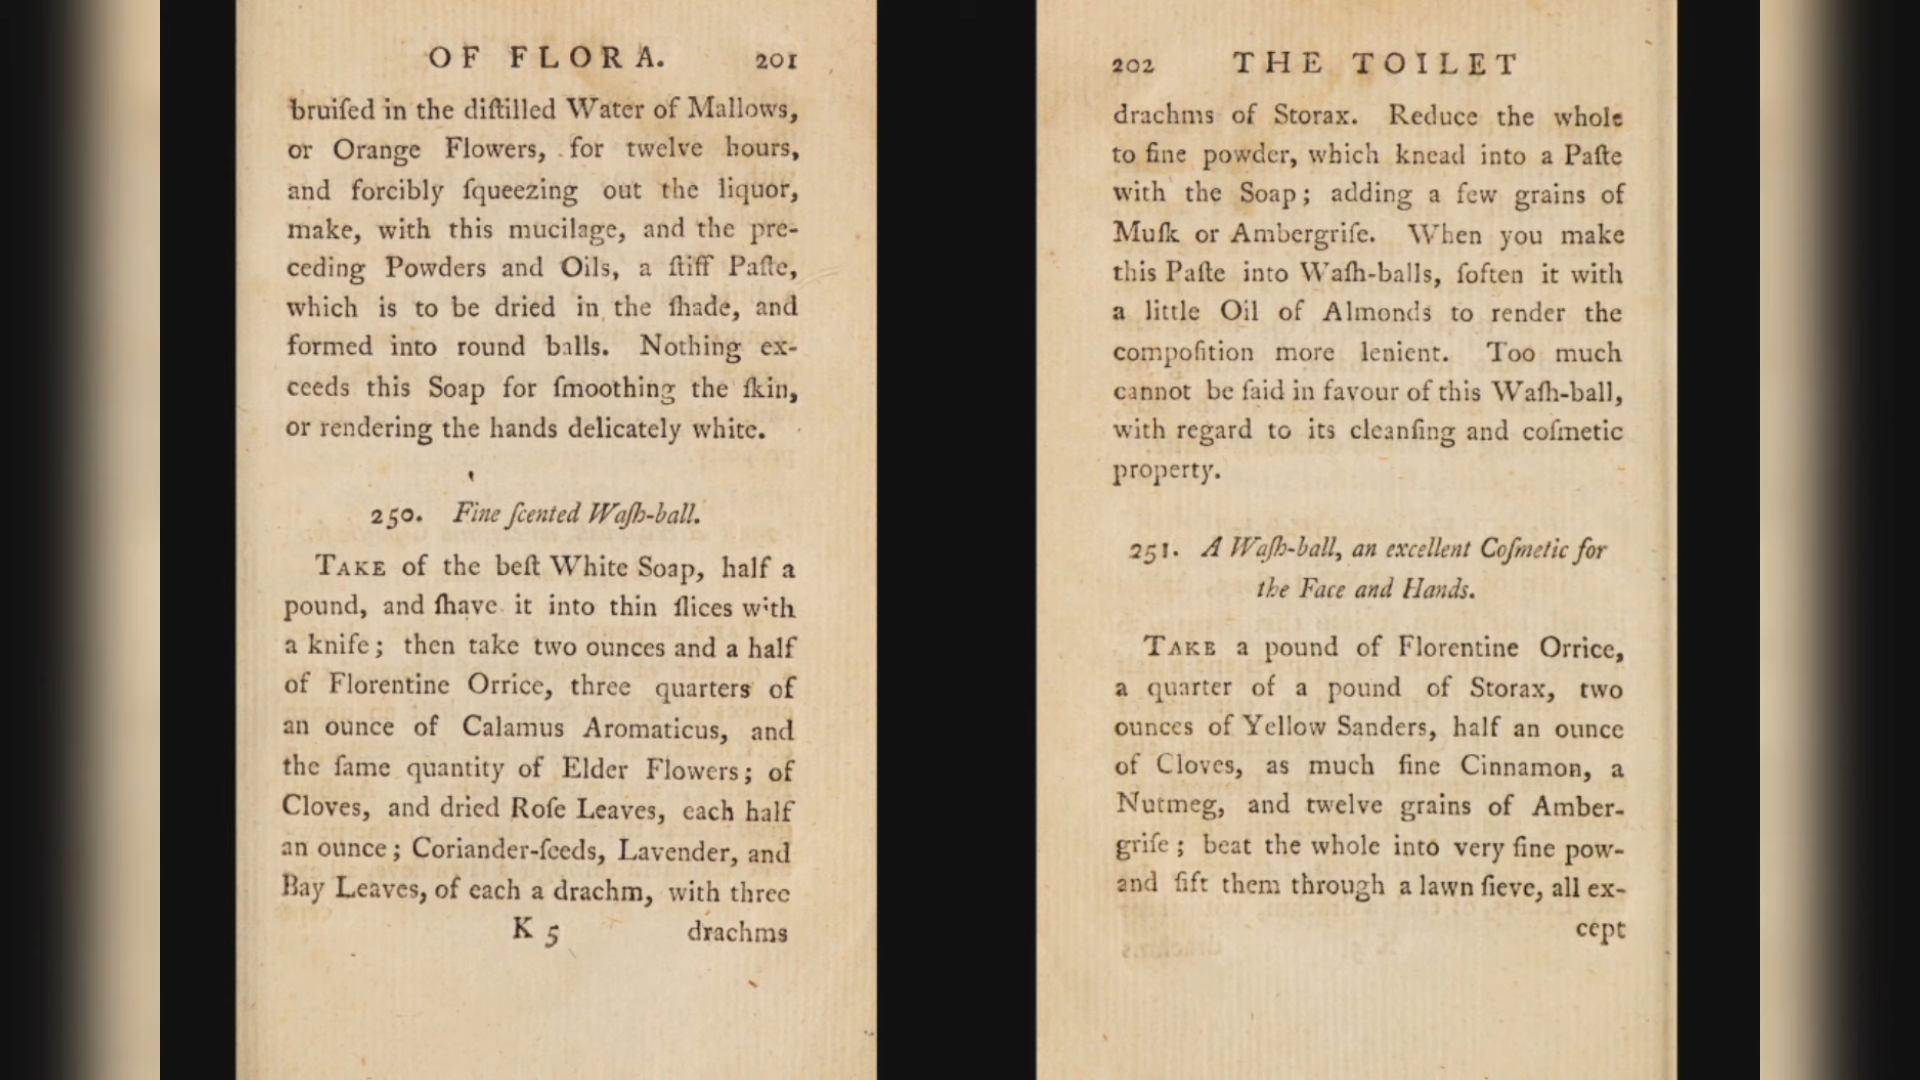 OF FLORA. 201
bruiſed in the diſtilled Water of Mallows,
or Orange Flowers, for twelve hours,
and forcibly ſqueezing out the liquor,
make, with this mucilage, and the pre-
ceding Powders and Oils, a ſtiff Paſte,
which is to be dried in the ſhade, and
formed into round balls. Nothing ex-
ceeds this Soap for ſmoothing the ſkin,
or rendering the hands delicately white.
250. Fine ſcented Waſh-ball.
TAKE of the beſt White Soap, half a
pound, and ſhave it into thin ſlices with
a knife; then take two ounces and a half
of Florentine Orrice, three quarters of
an ounce of Calamus Aromaticus, and
the ſame quantity of Elder Flowers; of
Cloves, and dried Roſe Leaves, each half
an ounce; Coriander-ſeeds, Lavender, and
Bay Leaves, of each a drachm, with three
K 5 drachms
202 THE TOILET
drachms of Storax. Reduce the whole
to fine powder, which knead into a Paſte
with the Soap; adding a few grains of
Muſk or Ambergriſe. When you make
this Paſte into Waſh-balls, ſoften it with
a little Oil of Almonds to render the
compoſition more lenient. Too much
cannot be ſaid in favour of this Waſh-ball,
with regard to its cleanſing and coſmetic
property.
251. A Waſh-ball, an excellent Coſmetic for
the Face and Hands.
TAKE a pound of Florentine Orrice,
a quarter of a pound of Storax, two
ounces of Yellow Sanders, half an ounce
of Cloves, as much fine Cinnamon, a
Nutmeg, and twelve grains of Amber-
griſe; beat the whole into very fine pow-
and ſift them through a lawn ſieve, all ex-
cept